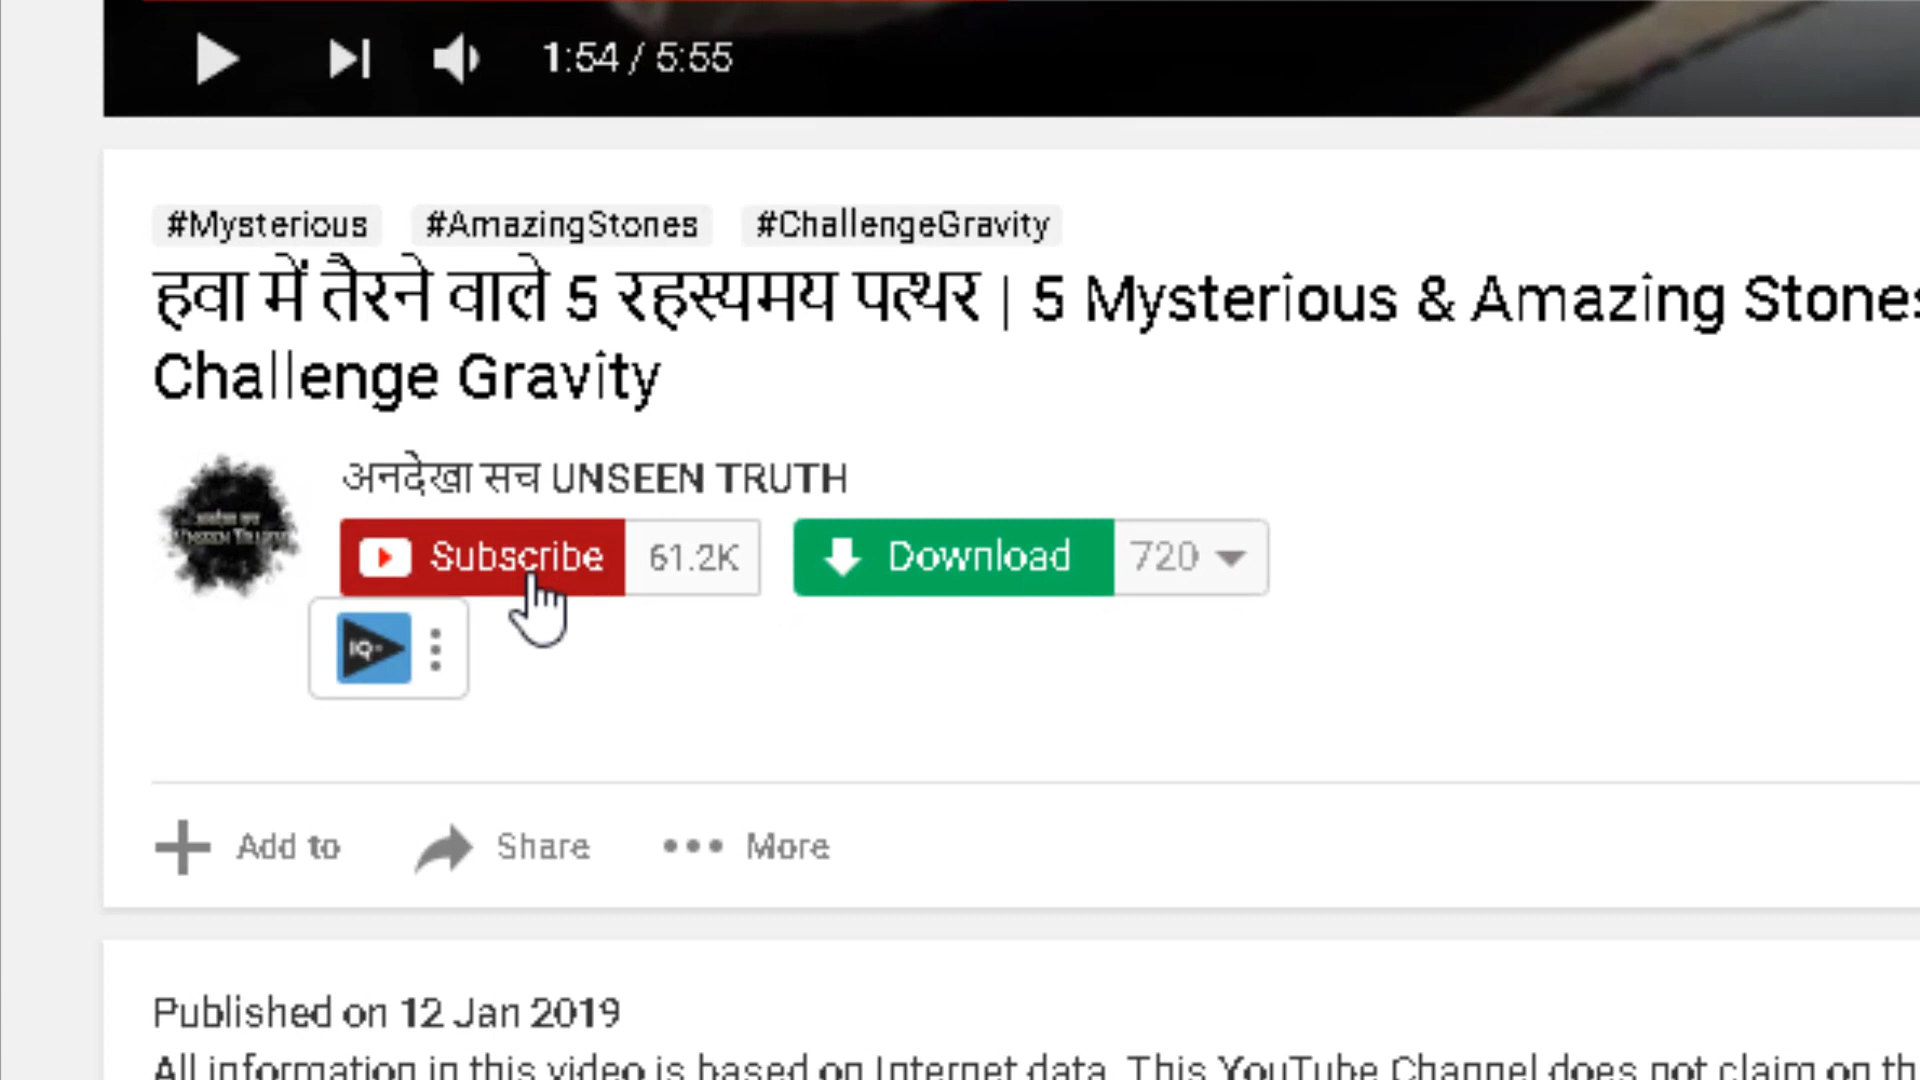 1:54 / 5:55
#Mysterious #AmazingStones #ChallengeGravity
हवा में तैरने वाले 5 रहस्यमय पत्थर | 5 Mysterious & Amazing Stones
Challenge Gravity
अनदेखा सच UNSEEN TRUTH
Subscribe 61.2K Download 720
IQ
Add to Share More
Published on 12 Jan 2019
All information in this video is based on Internet data. This YouTube Channel does not claim on